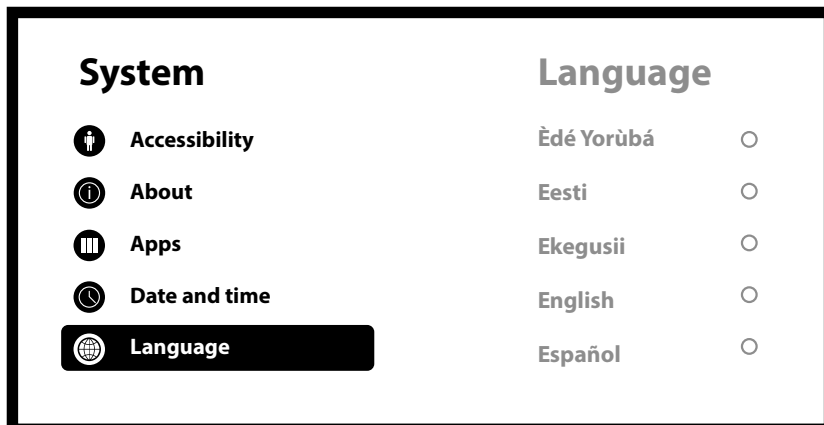 System
Accessibility
About
Apps
Date and time
Language
Language
Èdé Yorùbá
Eesti
Ekegusii
English
Español